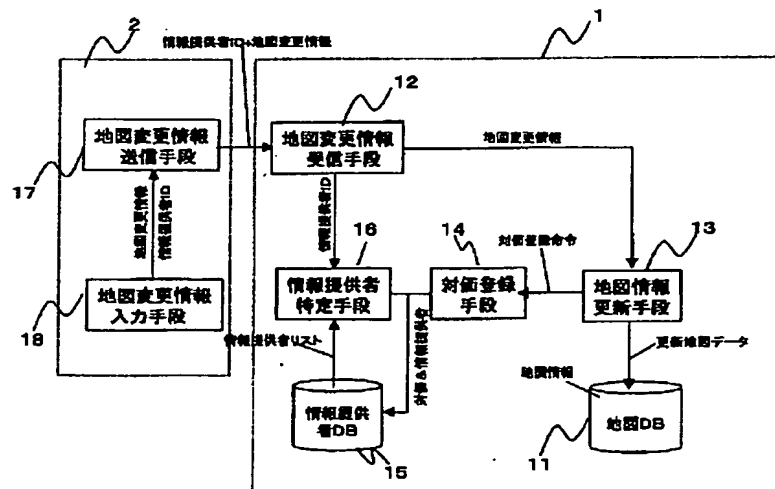 2
情報提供者ID+地図変更情報
1
12
地図変更情報
送信手段
17
地図変更情報
受信手段
地図変更情報
地図変更情報
情報提供者ID
情報提供者ID
16
14
対価登録命令
13
地図変更情報
入力手段
18
情報提供者
特定手段
対価登録
手段
地図情報
更新手段
情報提供者リスト
対価&情報提供者
更新地図データ
地図情報
情報提供
者DB
15
地図DB
11